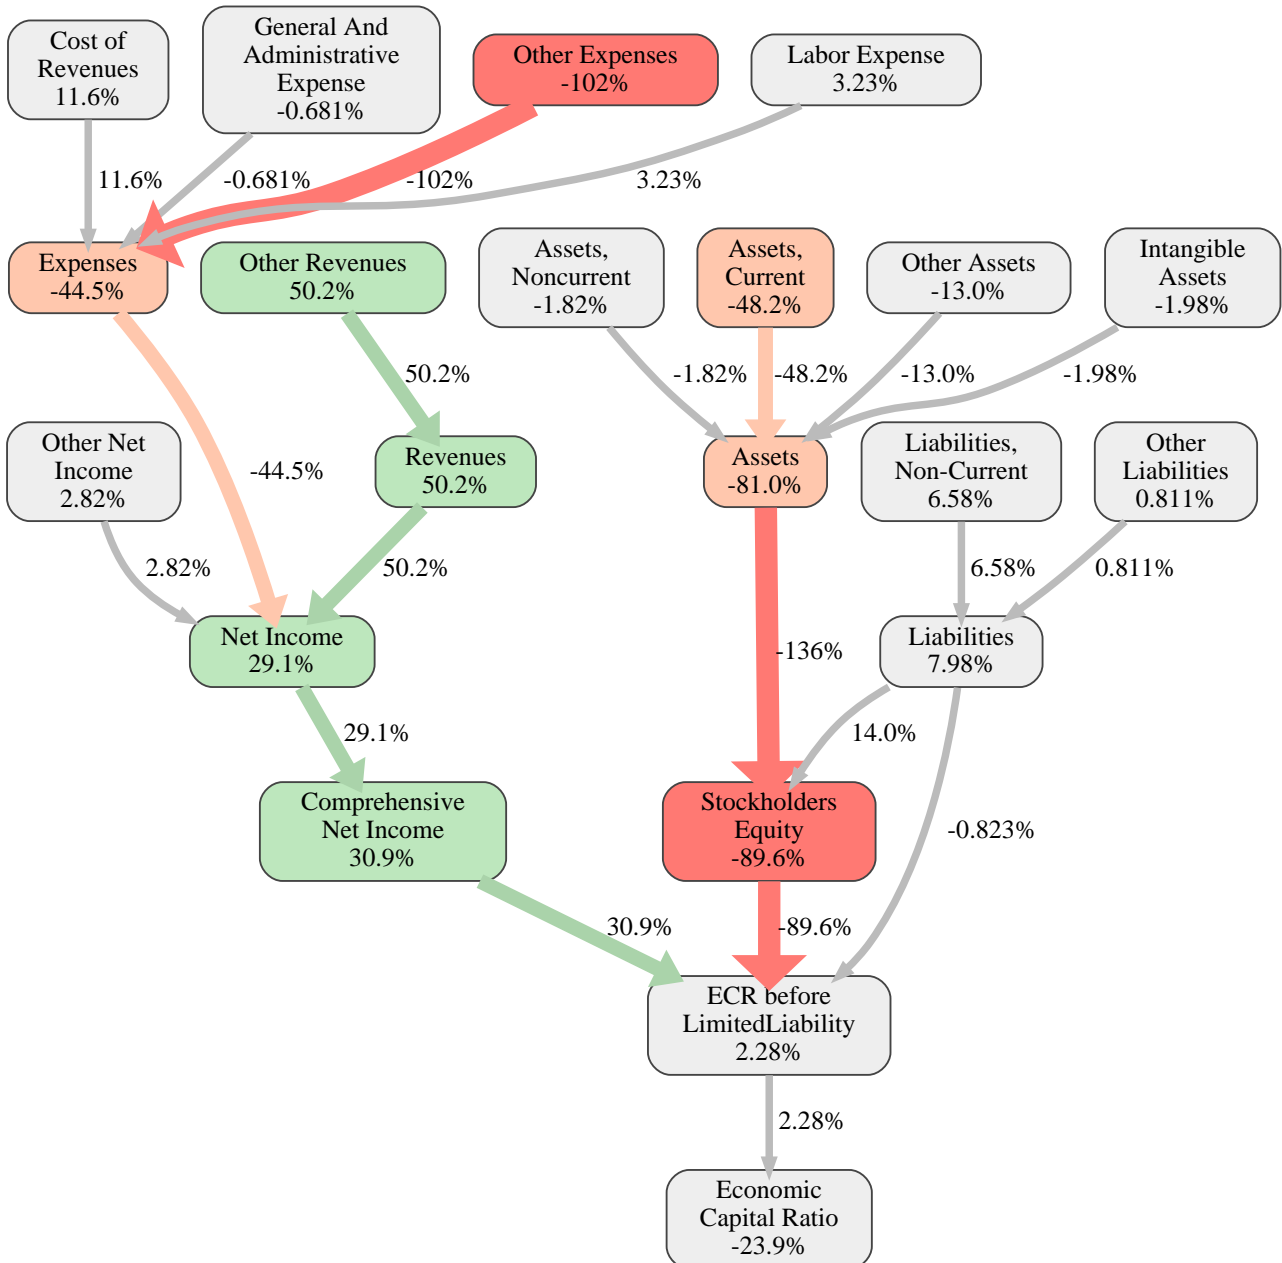 Cost of
Revenues
11.6%
General And
Administrative
Expense
-0.681%
Other Expenses
-102%
Labor Expense
3.23%
11.6%
-0.681%
-102%
3.23%
Expenses
-44.5%
Other Revenues
50.2%
Assets,
Noncurrent
-1.82%
Assets,
Current
-48.2%
Other Assets
-13.0%
Intangible
Assets
-1.98%
50.2%
-1.82%
-48.2%
-13.0%
-1.98%
Other Net
Income
2.82%
-44.5%
Revenues
50.2%
Assets
-81.0%
Liabilities,
Non-Current
6.58%
Other
Liabilities
0.811%
2.82%
50.2%
6.58%
0.811%
Net Income
29.1%
-136%
Liabilities
7.98%
29.1%
14.0%
Comprehensive
Net Income
30.9%
Stockholders
Equity
-89.6%
-0.823%
30.9%
-89.6%
ECR before
LimitedLiability
2.28%
2.28%
Economic
Capital Ratio
-23.9%